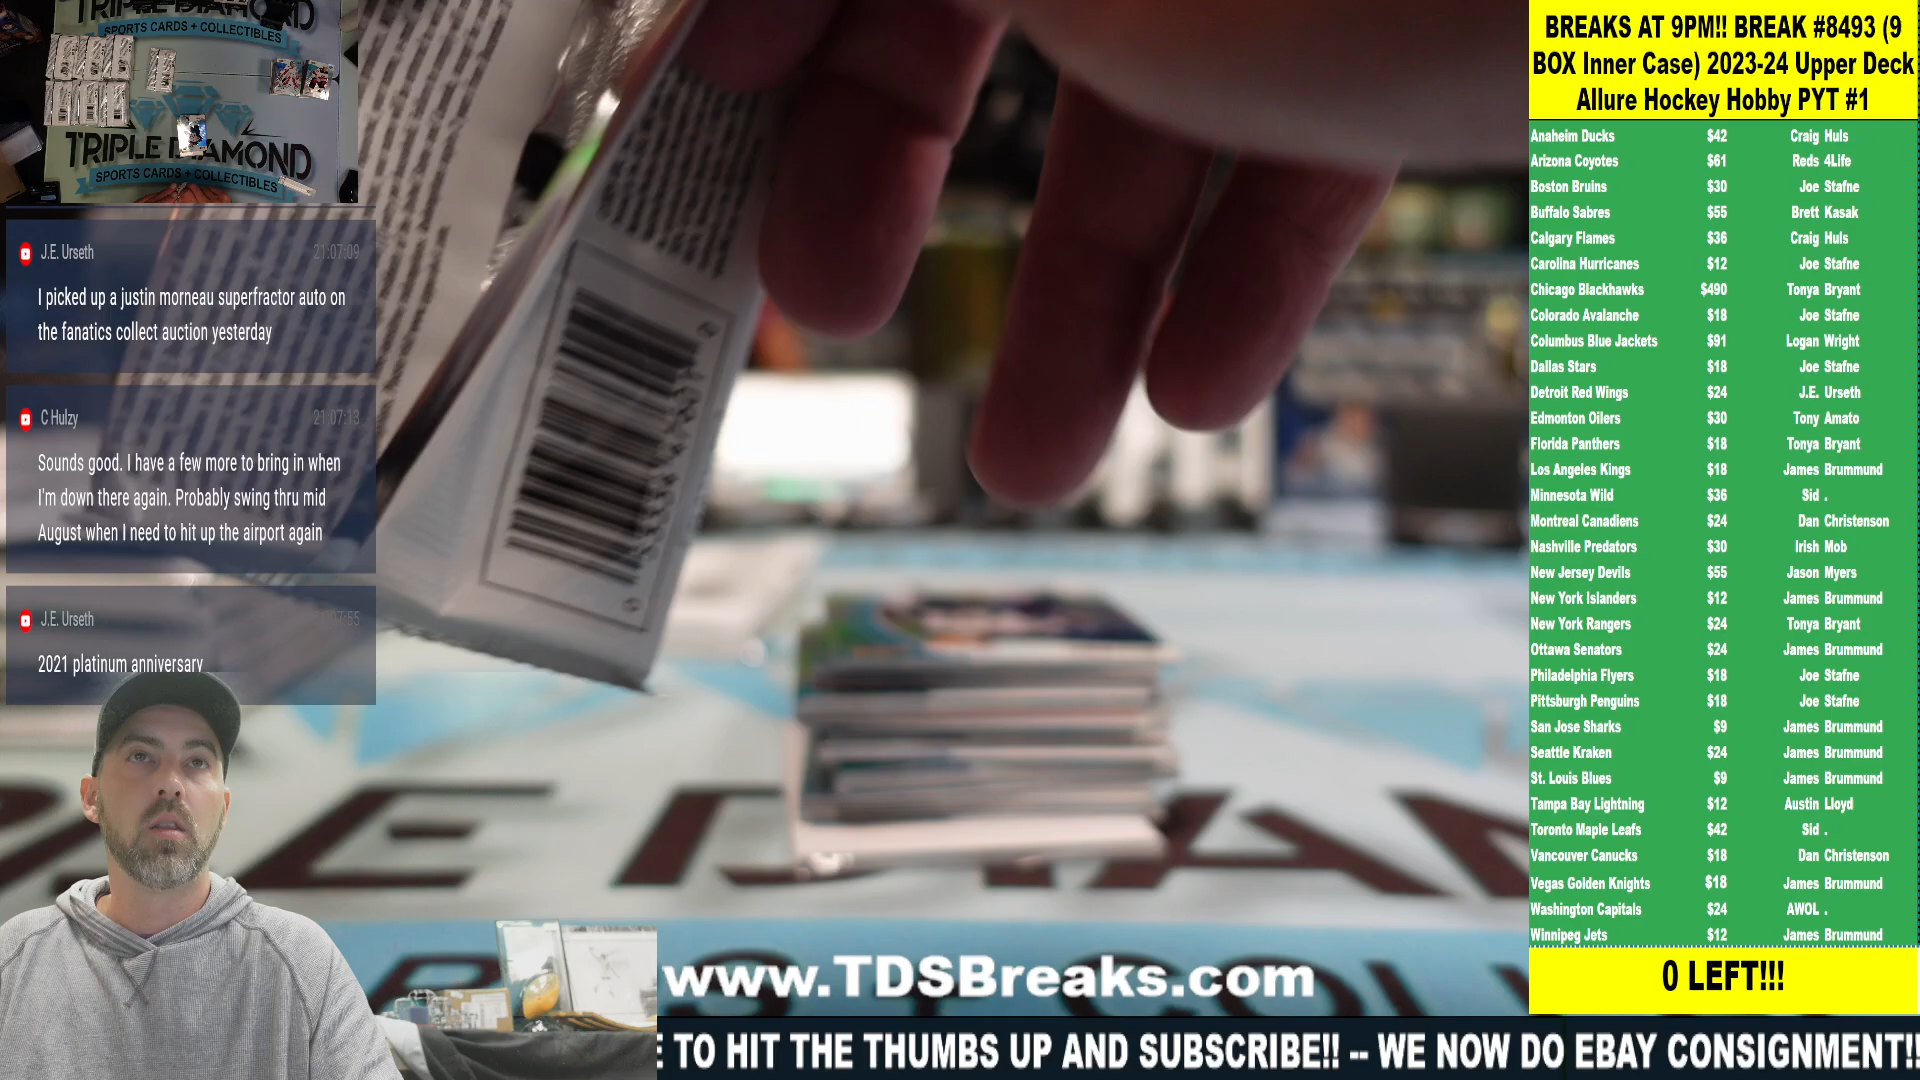 TRIPLE DIAMOND
SPORTS CARDS + COLLECTIBLES
TRIPLE DIAMOND
SPORTS CARDS + COLLECTIBLES
J.E. Urseth 21:07:09
I picked up a justin morneau superfractor auto on
the fanatics collect auction yesterday
C Hulzy 21:07:13
Sounds good. I have a few more to bring in when
I'm down there again. Probably swing thru mid
August when I need to hit up the airport again
J.E. Urseth
2021 platinum anniversary
BREAKS AT 9PM!! BREAK #8493 (9
BOX Inner Case) 2023-24 Upper Deck
Allure Hockey Hobby PYT #1
Anaheim Ducks $42 Craig Huls
Arizona Coyotes $61 Reds 4Life
Boston Bruins $30 Joe Stafne
Buffalo Sabres $55 Brett Kasak
Calgary Flames $36 Craig Huls
Carolina Hurricanes $12 Joe Stafne
Chicago Blackhawks $490 Tonya Bryant
Colorado Avalanche $18 Joe Stafne
Columbus Blue Jackets $91 Logan Wright
Dallas Stars $18 Joe Stafne
Detroit Red Wings $24 J.E. Urseth
Edmonton Oilers $30 Tony Amato
Florida Panthers $18 Tonya Bryant
Los Angeles Kings $18 James Brummund
Minnesota Wild $36 Sid .
Montreal Canadiens $24 Dan Christenson
Nashville Predators $30 Irish Mob
New Jersey Devils $55 Jason Myers
New York Islanders $12 James Brummund
New York Rangers $24 Tonya Bryant
Ottawa Senators $24 James Brummund
Philadelphia Flyers $18 Joe Stafne
Pittsburgh Penguins $18 Joe Stafne
San Jose Sharks $9 James Brummund
Seattle Kraken $24 James Brummund
St. Louis Blues $9 James Brummund
Tampa Bay Lightning $12 Austin Lloyd
Toronto Maple Leafs $42 Sid .
Vancouver Canucks $18 Dan Christenson
Vegas Golden Knights $18 James Brummund
Washington Capitals $24 AWOL .
Winnipeg Jets $12 James Brummund
0 LEFT!!!
www.TDSBreaks.com
E TO HIT THE THUMBS UP AND SUBSCRIBE!! -- WE NOW DO EBAY CONSIGNMENT!!